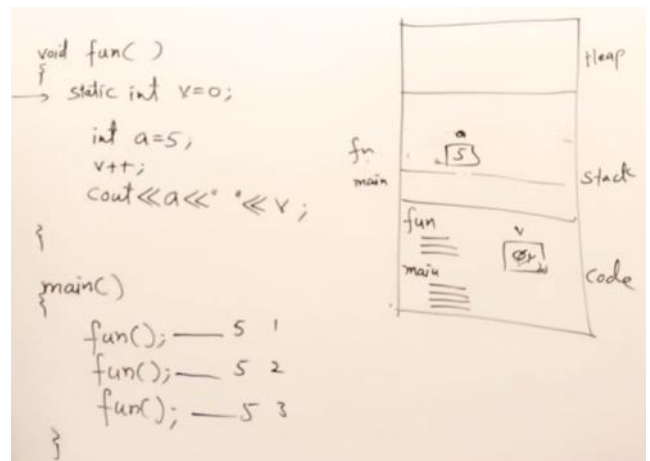 void fun( )
{
→ static int v=0;
int a=5;
v++;
cout<<a<<" "<<v;
}
main()
{
fun(); — 5 1
fun(); — 5 2
fun(); — 5 3
}
Heap
a
5
fn
main
Stack
fun
v
main
Code